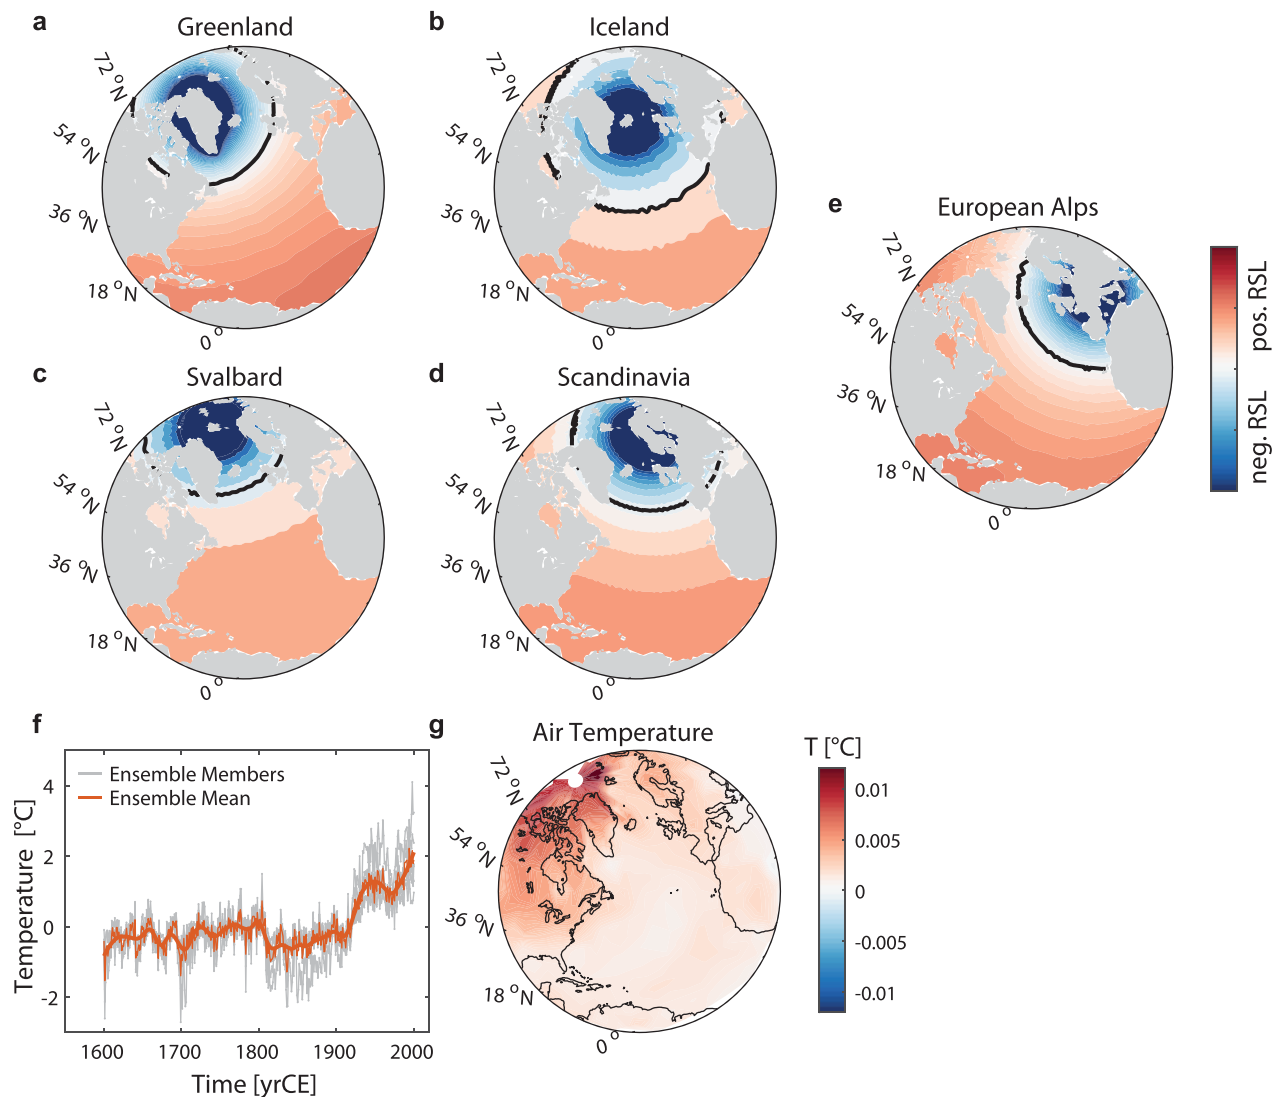 a
Greenland
72 °N
54 °N
36 °N
18 °N
0 °
b
Iceland
72 °N
54 °N
36 °N
18 °N
0 °
c
Svalbard
72 °N
54 °N
36 °N
18 °N
0 °
d
Scandinavia
72 °N
54 °N
36 °N
18 °N
0 °
e
European Alps
72 °N
54 °N
36 °N
18 °N
0 °
neg. RSL pos. RSL
f
Ensemble Members
Ensemble Mean
Temperature [°C]
4
2
0
-2
1600 1700 1800 1900 2000
Time [yrCE]
g
Air Temperature
72 °N
54 °N
36 °N
18 °N
0 °
T [°C]
0.01
0.005
0
-0.005
-0.01